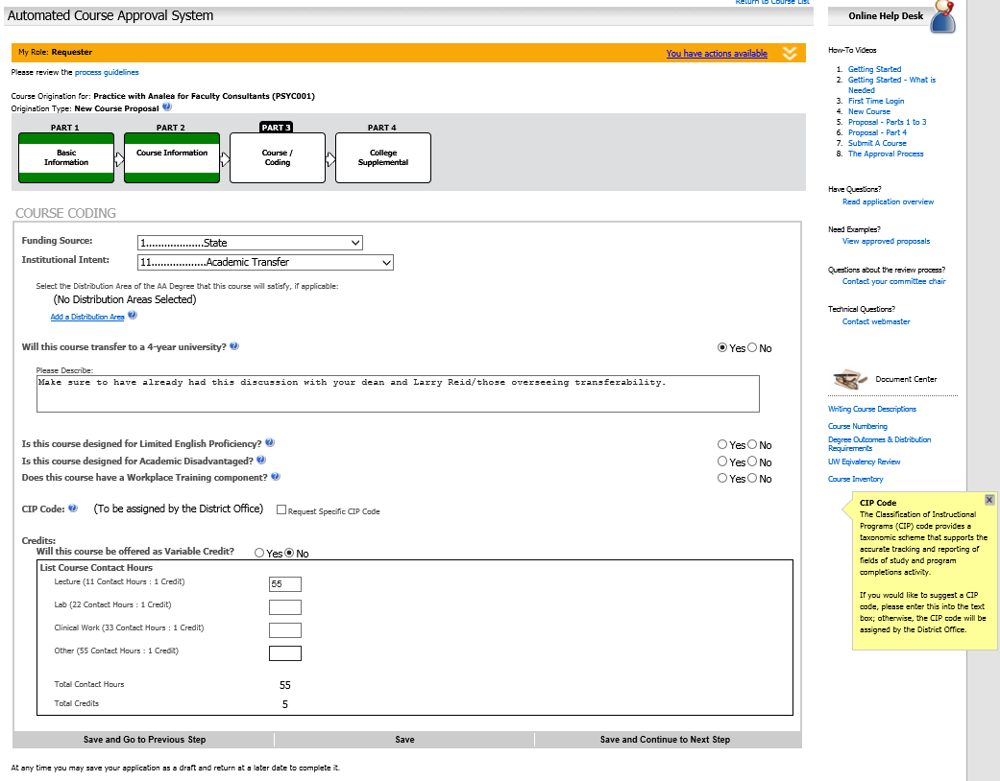 Return to Course List
Automated Course Approval System
My Role: Requester
You have actions available
Please review the process guidelines
Course Origination for: Practice with Analea for Faculty Consultants (PSYC001)
Origination Type: New Course Proposal
PART 1
PART 2
PART 3
PART 4
Basic
Information
Course Information
Course /
Coding
College
Supplemental
COURSE CODING
Funding Source:
1...................State
Institutional Intent:
11..................Academic Transfer
Select the Distribution Area of the AA Degree that this course will satisfy, if applicable:
(No Distribution Areas Selected)
Add a Distribution Area
Will this course transfer to a 4-year university?
Yes No
Please Describe:
Make sure to have already had this discussion with your dean and Larry Reid/those overseeing transferability.
Is this course designed for Limited English Proficiency?
Yes No
Is this course designed for Academic Disadvantaged?
Yes No
Does this course have a Workplace Training component?
Yes No
CIP Code: (To be assigned by the District Office) Request Specific CIP Code
Credits:
Will this course be offered as Variable Credit? Yes No
List Course Contact Hours
Lecture (11 Contact Hours : 1 Credit) 55
Lab (22 Contact Hours : 1 Credit)
Clinical Work (33 Contact Hours : 1 Credit)
Other (55 Contact Hours : 1 Credit)
Total Contact Hours 55
Total Credits 5
Save and Go to Previous Step
Save
Save and Continue to Next Step
At any time you may save your application as a draft and return at a later date to complete it.
Online Help Desk
How-To Videos
1. Getting Started
2. Getting Started - What is
Needed
3. First Time Login
4. New Course
5. Proposal - Parts 1 to 3
6. Proposal - Part 4
7. Submit A Course
8. The Approval Process
Have Questions?
Read application overview
Need Examples?
View approved proposals
Questions about the review process?
Contact your committee chair
Technical Questions?
Contact webmaster
Document Center
Writing Course Descriptions
Course Numbering
Degree Outcomes & Distribution
Requirements
UW Eqivalency Review
Course Inventory
CIP Code
X
The Classification of Instructional
Programs (CIP) code provides a
taxonomic scheme that supports the
accurate tracking and reporting of
fields of study and program
completions activity.
If you would like to suggest a CIP
code, please enter this into the text
box; otherwise, the CIP code will be
assigned by the District Office.